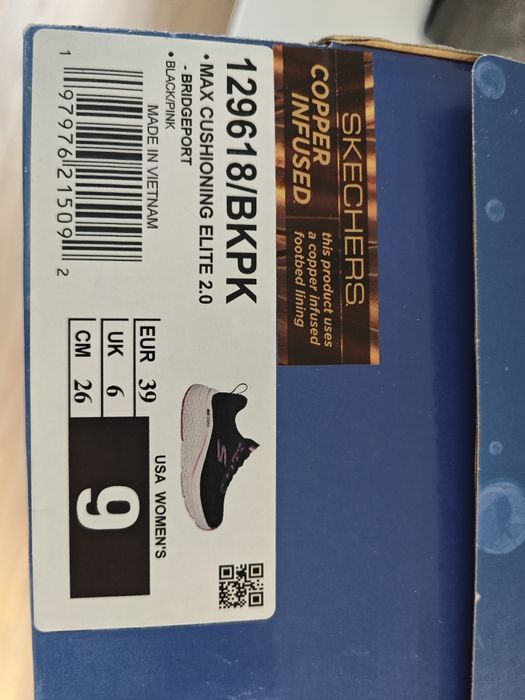 SKECHERS
COPPER
INFUSED
this product uses
a copper infused
footbed lining
129618/BKPK
• MAX CUSHIONING ELITE 2.0
- BRIDGEPORT
• BLACK/PINK
MADE IN VIETNAM
1 97976 21509 2
EUR 39
UK 6
CM 26
USA WOMEN'S
9